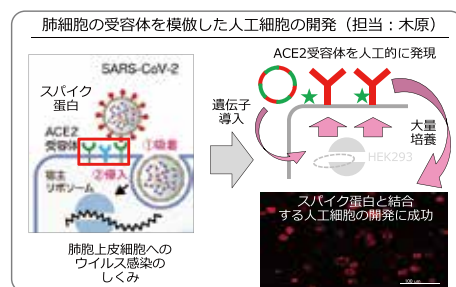 肺細胞の受容体を模倣した人工細胞の開発（担当：木原）
SARS-CoV-2
スパイク
蛋白
ACE2
受容体
①吸着
②侵入
宿主
リボソーム
肺胞上皮細胞への
ウイルス感染の
しくみ
ACE2受容体を人工的に発現
遺伝子
導入
HEK293
大量
培養
スパイク蛋白と結合
する人工細胞の開発に成功
100 μm